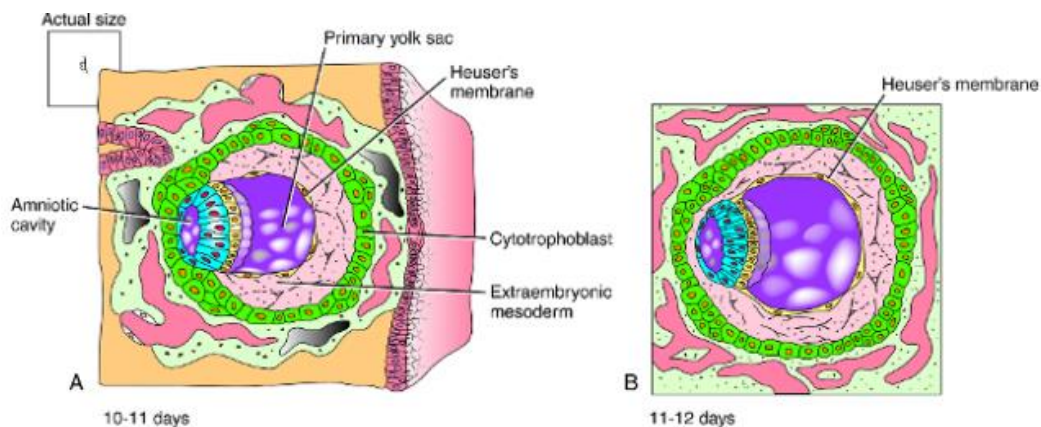 Actual size
Primary yolk sac
Heuser's
membrane
Amniotic
cavity
Cytotrophoblast
Extraembryonic
mesoderm
A
10-11 days
Heuser's membrane
B
11-12 days